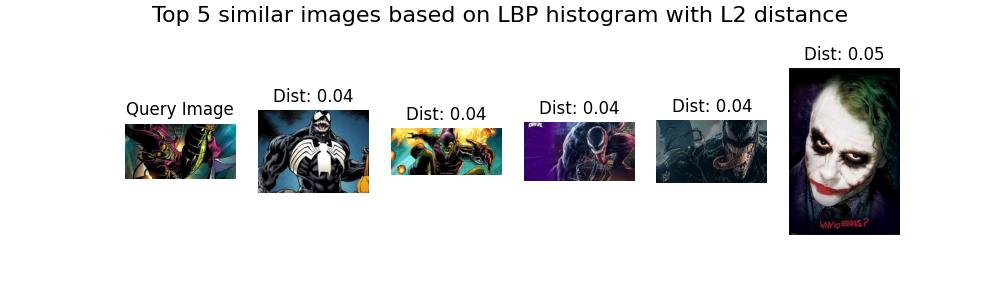 Top 5 similar images based on LBP histogram with L2 distance
Query Image
Dist: 0.04
Dist: 0.04
Dist: 0.04
Dist: 0.04
Dist: 0.05
WHY SO SERIOUS?